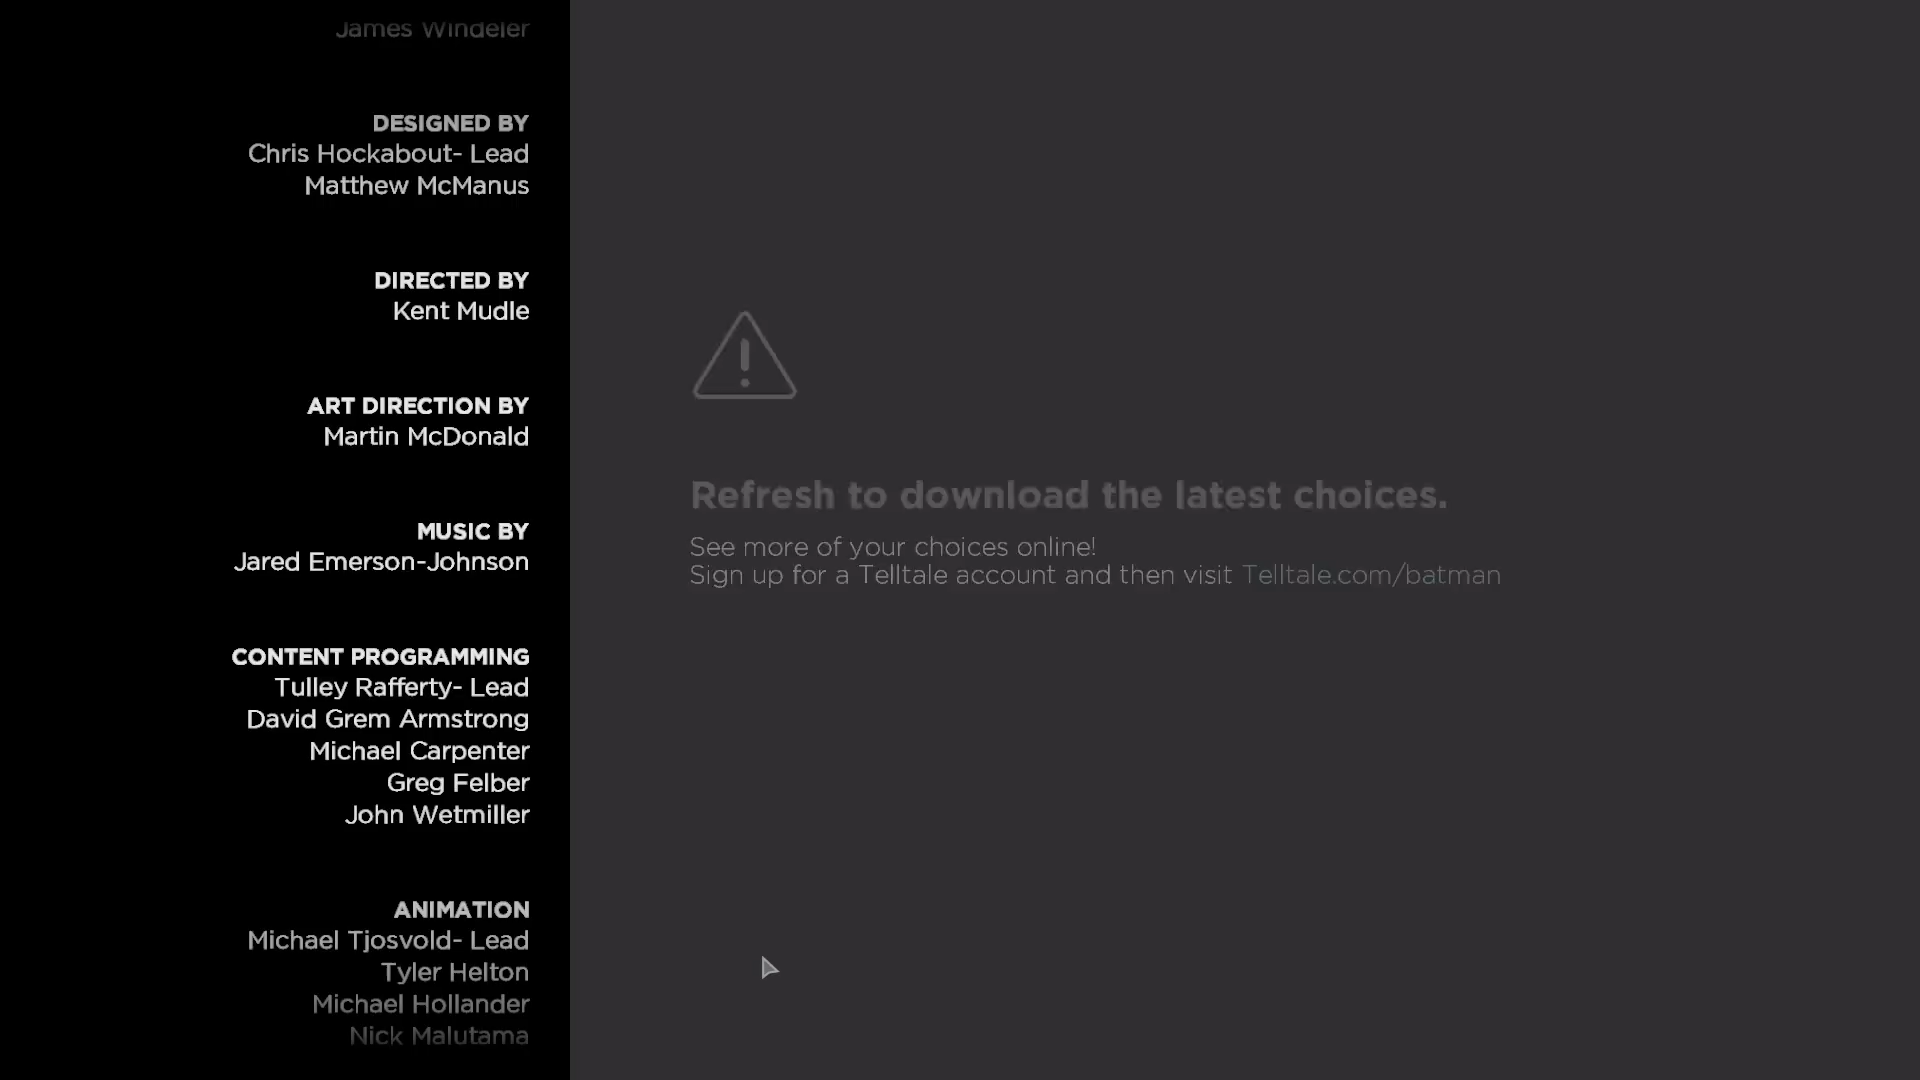 James Windeler
DESIGNED BY
Chris Hockabout- Lead
Matthew McManus
DIRECTED BY
Kent Mudle
ART DIRECTION BY
Martin McDonald
MUSIC BY
Jared Emerson-Johnson
CONTENT PROGRAMMING
Tulley Rafferty- Lead
David Grem Armstrong
Michael Carpenter
Greg Felber
John Wetmiller
ANIMATION
Michael Tjosvold- Lead
Tyler Helton
Michael Hollander
Nick Malutama
Refresh to download the latest choices.
See more of your choices online!
Sign up for a Telltale account and then visit Telltale.com/batman